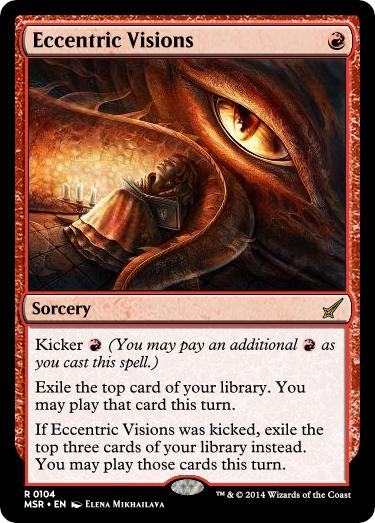 Eccentric Visions
Sorcery
Kicker (You may pay an additional as
you cast this spell.)
Exile the top card of your library. You
may play that card this turn.
If Eccentric Visions was kicked, exile the
top three cards of your library instead.
You may play those cards this turn.
R 0104
MSR • EN Elena Mikhailava
™ & © 2014 Wizards of the Coast